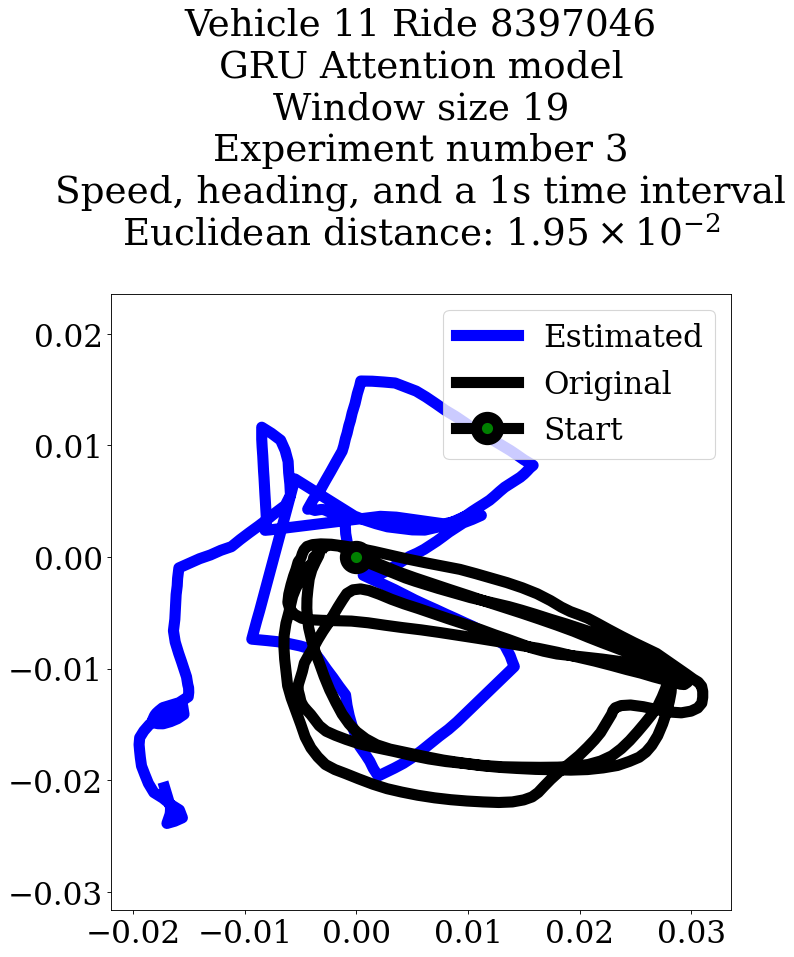 Vehicle 11 Ride 8397046
GRU Attention model
Window size 19
Experiment number 3
Speed, heading, and a 1s time interval
Euclidean distance: 1.95 × 10⁻²
Estimated
Original
Start
0.02
0.01
0.00
−0.01
−0.02
−0.03
−0.02 −0.01 0.00 0.01 0.02 0.03